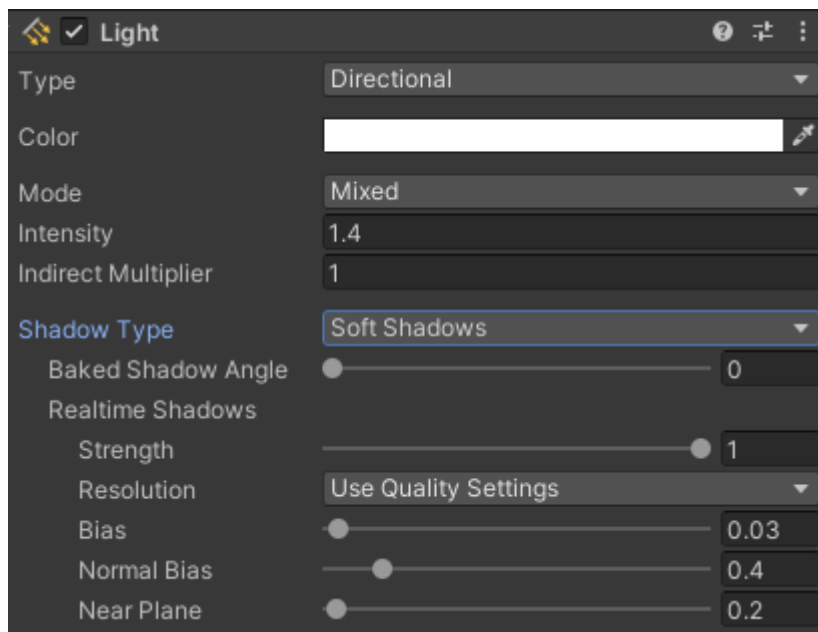 Light
Type Directional
Color
Mode Mixed
Intensity 1.4
Indirect Multiplier 1
Shadow Type Soft Shadows
Baked Shadow Angle 0
Realtime Shadows
Strength 1
Resolution Use Quality Settings
Bias 0.03
Normal Bias 0.4
Near Plane 0.2